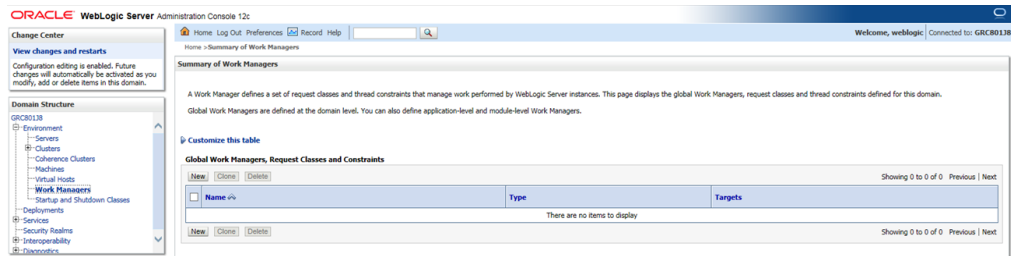 ORACLE WebLogic Server Administration Console 12c
Change Center
View changes and restarts
Configuration editing is enabled. Future
changes will automatically be activated as you
modify, add or delete items in this domain.
Domain Structure
GRC801J8
Environment
Servers
Clusters
Coherence Clusters
Machines
Virtual Hosts
Work Managers
Startup and Shutdown Classes
Deployments
Services
Security Realms
Interoperability
Diagnostics
Home Log Out Preferences Record Help
Welcome, weblogic Connected to: GRC801J8
Home >Summary of Work Managers
Summary of Work Managers
A Work Manager defines a set of request classes and thread constraints that manage work performed by WebLogic Server instances. This page displays the global Work Managers, request classes and thread constraints defined for this domain.
Global Work Managers are defined at the domain level. You can also define application-level and module-level Work Managers.
Customize this table
Global Work Managers, Request Classes and Constraints
New Clone Delete Showing 0 to 0 of 0 Previous | Next
Name Type Targets
There are no items to display
New Clone Delete Showing 0 to 0 of 0 Previous | Next